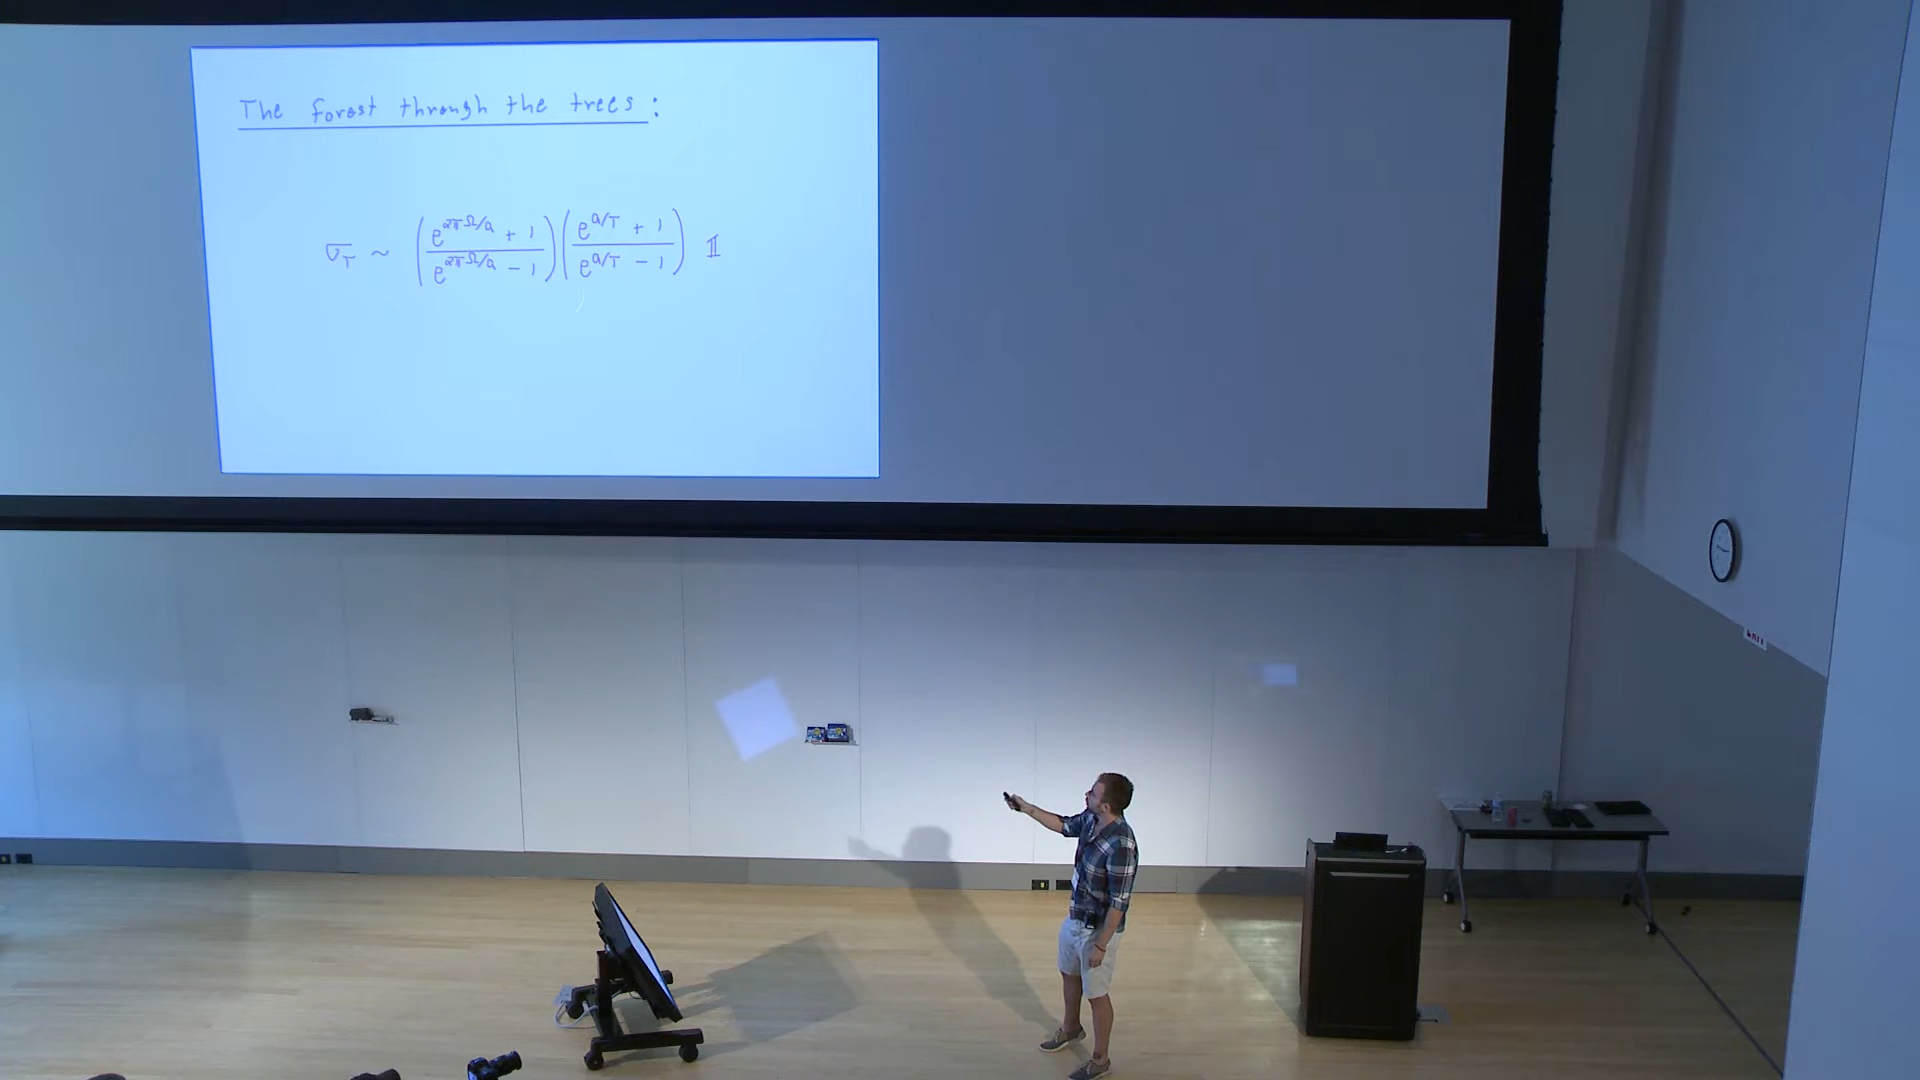 The forest through the trees:
σ_T ~ ((e^{2πΩ/a} + 1)/(e^{2πΩ/a} − 1)) ((e^{a/T} + 1)/(e^{a/T} − 1)) 𝟙